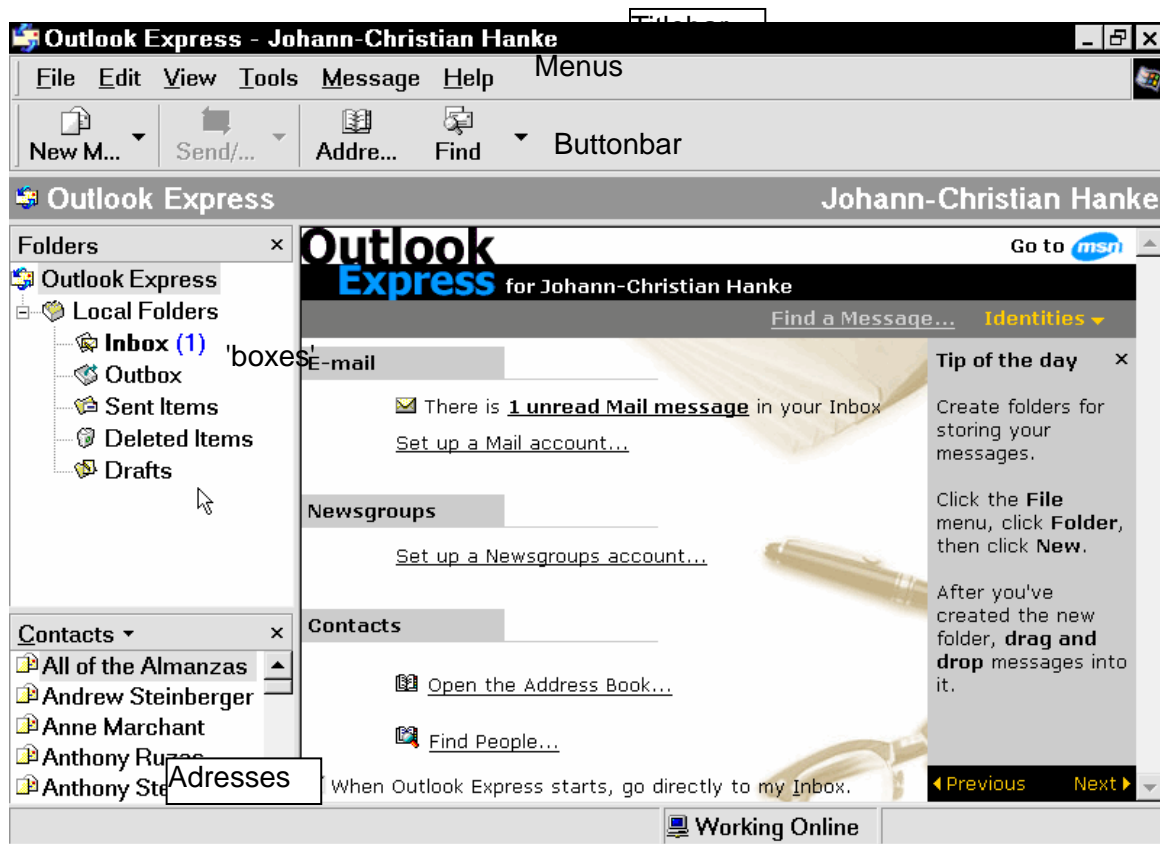 Outlook Express - Johann-Christian Hanke
File Edit View Tools Message Help
Menus
New M... Send/... Addre... Find
Buttonbar
Outlook Express
Johann-Christian Hanke
Folders
Outlook Express
Local Folders
Inbox (1)
'boxes'
Outbox
Sent Items
Deleted Items
Drafts
Contacts
All of the Almanzas
Andrew Steinberger
Anne Marchant
Anthony
Anthony
Adresses
Outlook
Go to msn
Express for Johann-Christian Hanke
Find a Message... Identities
E-mail
There is 1 unread Mail message in your Inbox
Set up a Mail account...
Newsgroups
Set up a Newsgroups account...
Contacts
Open the Address Book...
Find People...
When Outlook Express starts, go directly to my Inbox.
Tip of the day
Create folders for
storing your
messages.
Click the File
menu, click Folder,
then click New.
After you've
created the new
folder, drag and
drop messages into
it.
Previous Next
Working Online